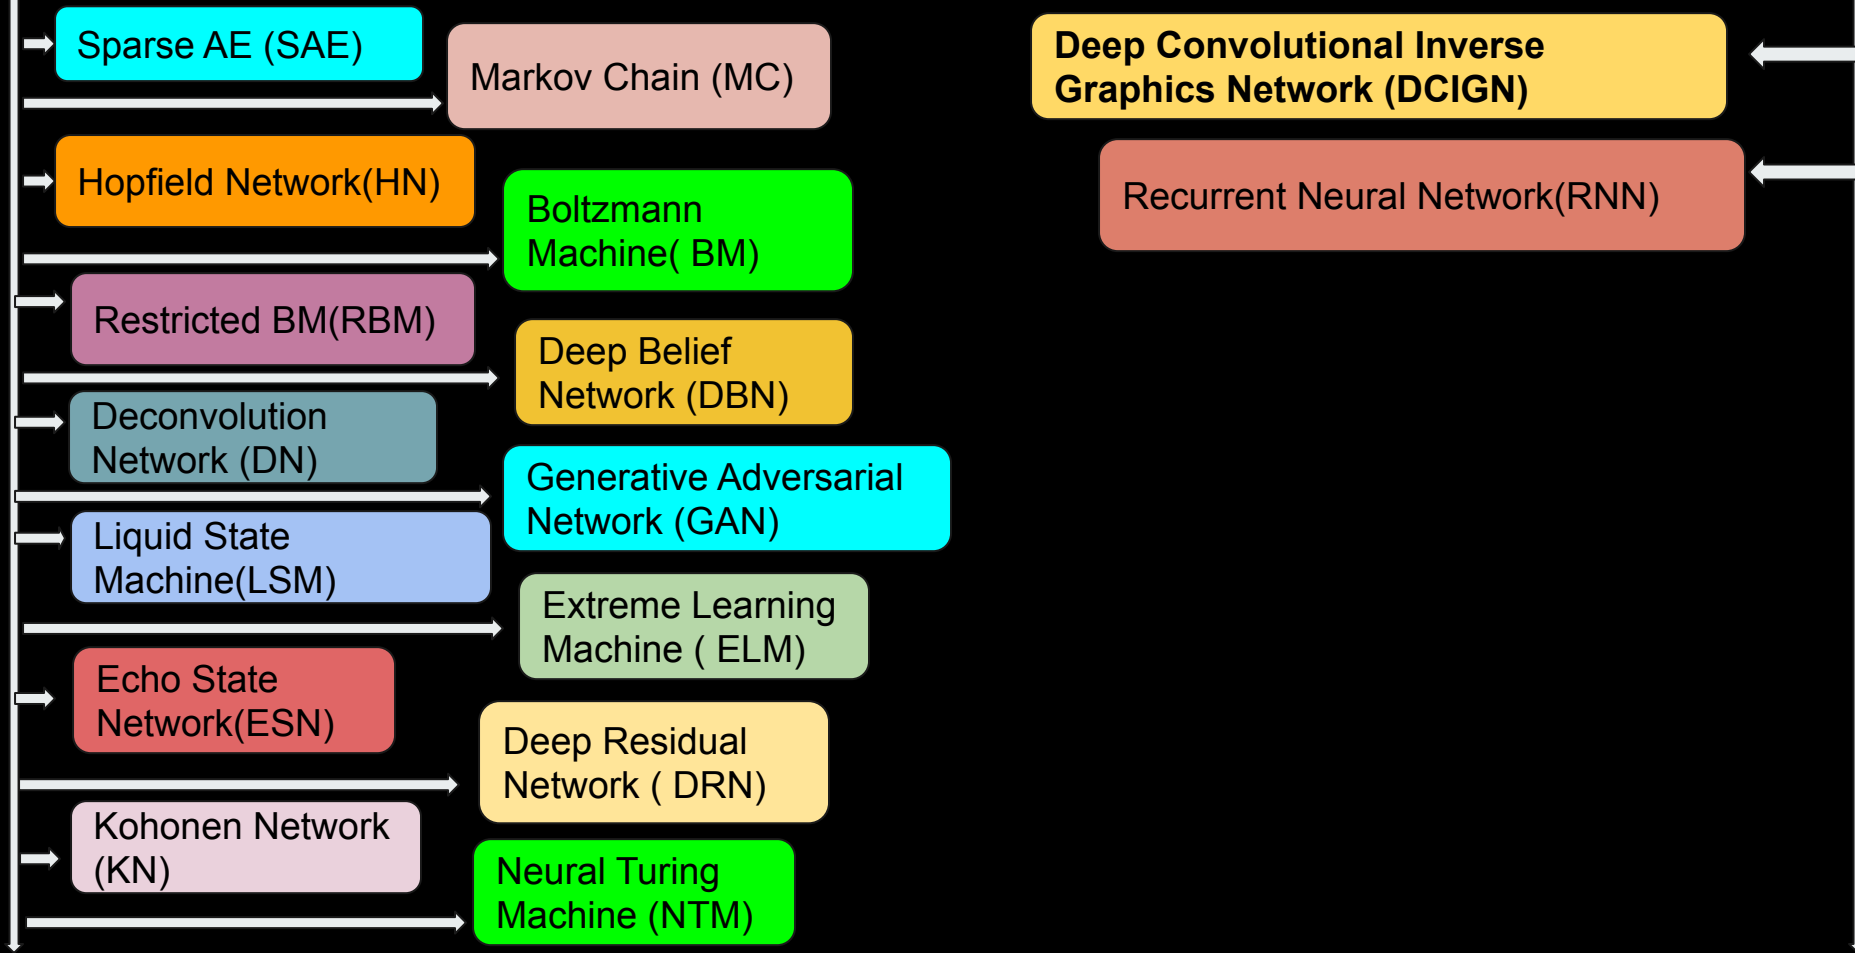 Sparse AE (SAE)
Markov Chain (MC)
Hopfield Network(HN)
Boltzmann
Machine( BM)
Restricted BM(RBM)
Deep Belief
Network (DBN)
Deconvolution
Network (DN)
Generative Adversarial
Network (GAN)
Liquid State
Machine(LSM)
Extreme Learning
Machine ( ELM)
Echo State
Network(ESN)
Deep Residual
Network ( DRN)
Kohonen Network
(KN)
Neural Turing
Machine (NTM)
Deep Convolutional Inverse
Graphics Network (DCIGN)
Recurrent Neural Network(RNN)